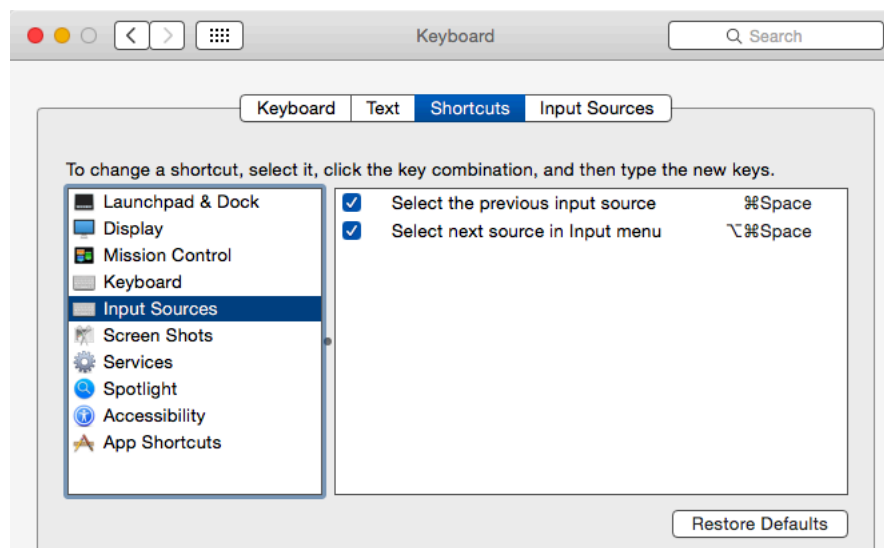 Keyboard
Search
Keyboard Text Shortcuts Input Sources
To change a shortcut, select it, click the key combination, and then type the new keys.
Launchpad & Dock
Display
Mission Control
Keyboard
Input Sources
Screen Shots
Services
Spotlight
Accessibility
App Shortcuts
Select the previous input source ⌘Space
Select next source in Input menu ⌥⌘Space
Restore Defaults